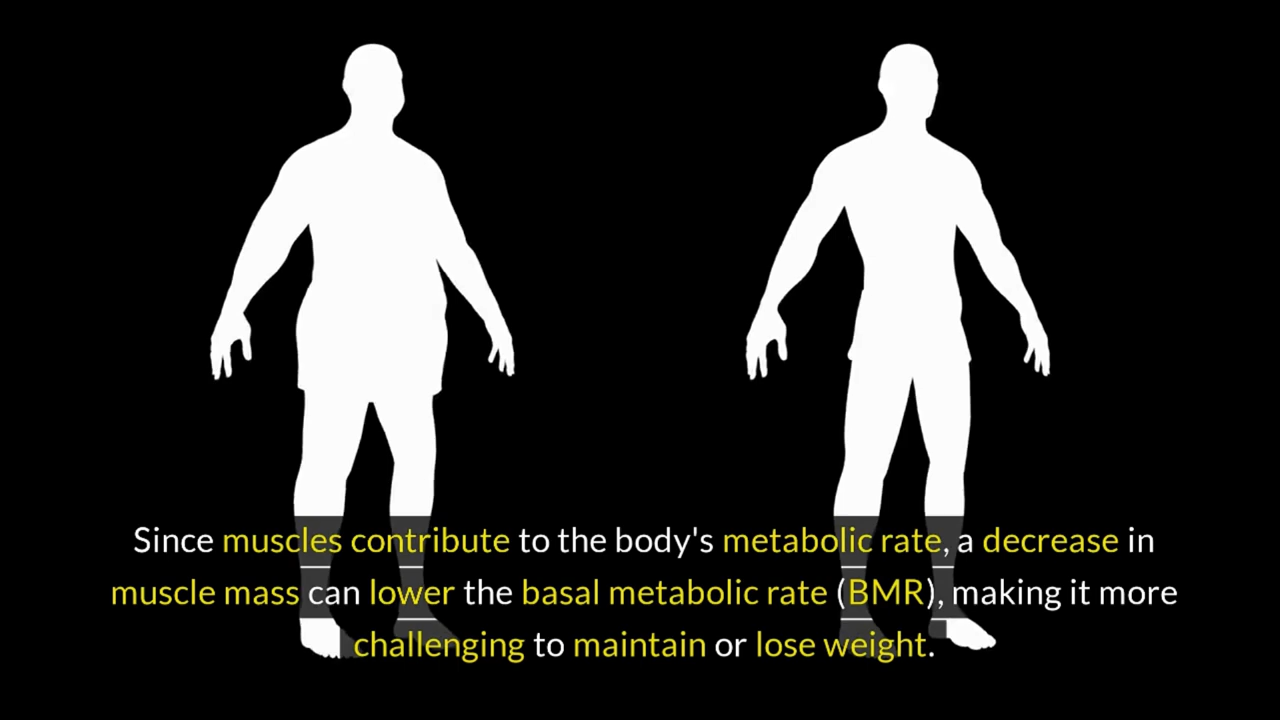 Since muscles contribute to the body's metabolic rate, a decrease in
muscle mass can lower the basal metabolic rate (BMR), making it more
challenging to maintain or lose weight.